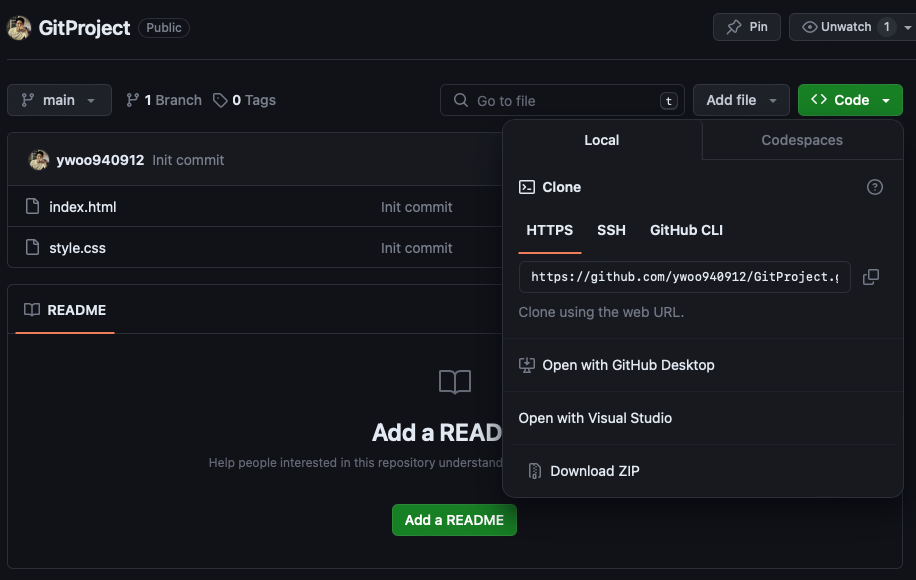 GitProject Public Pin Unwatch 1
main 1 Branch 0 Tags Go to file t Add file Code
Local Codespaces
ywoo940912 Init commit
Clone
index.html Init commit
HTTPS SSH GitHub CLI
style.css Init commit
https://github.com/ywoo940912/GitProject.g
README
Clone using the web URL.
Open with GitHub Desktop
Add a READ
Open with Visual Studio
Help people interested in this repository understand
Download ZIP
Add a README